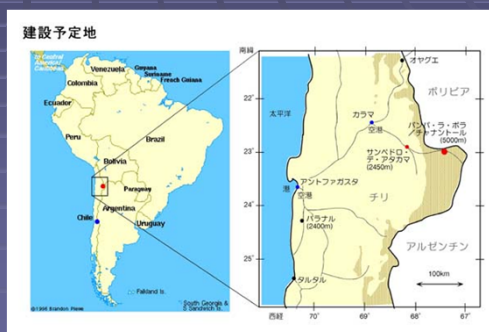 建設予定地
to Central
America/
Caribbean
Venezuela
Guyana
Suriname
French Guiana
Colombia
Ecuador
Peru
Brazil
Bolivia
Paraguay
Chile
Argentina
Uruguay
Falkland Is.
South Georgia &
S Sandwich Is.
南緯
オヤグエ
22°
ボリビア
太平洋
カラマ
空港
パンパ・ラ・ボラ
/チャナントール
(5000m)
23°
サンペドロ・
デ・アタカマ
(2450m)
アントファガスタ
港
空港
チリ
24°
パラナル
(2400m)
アルゼンチン
25°
タルタル
100km
西経
70°
69°
68°
67°